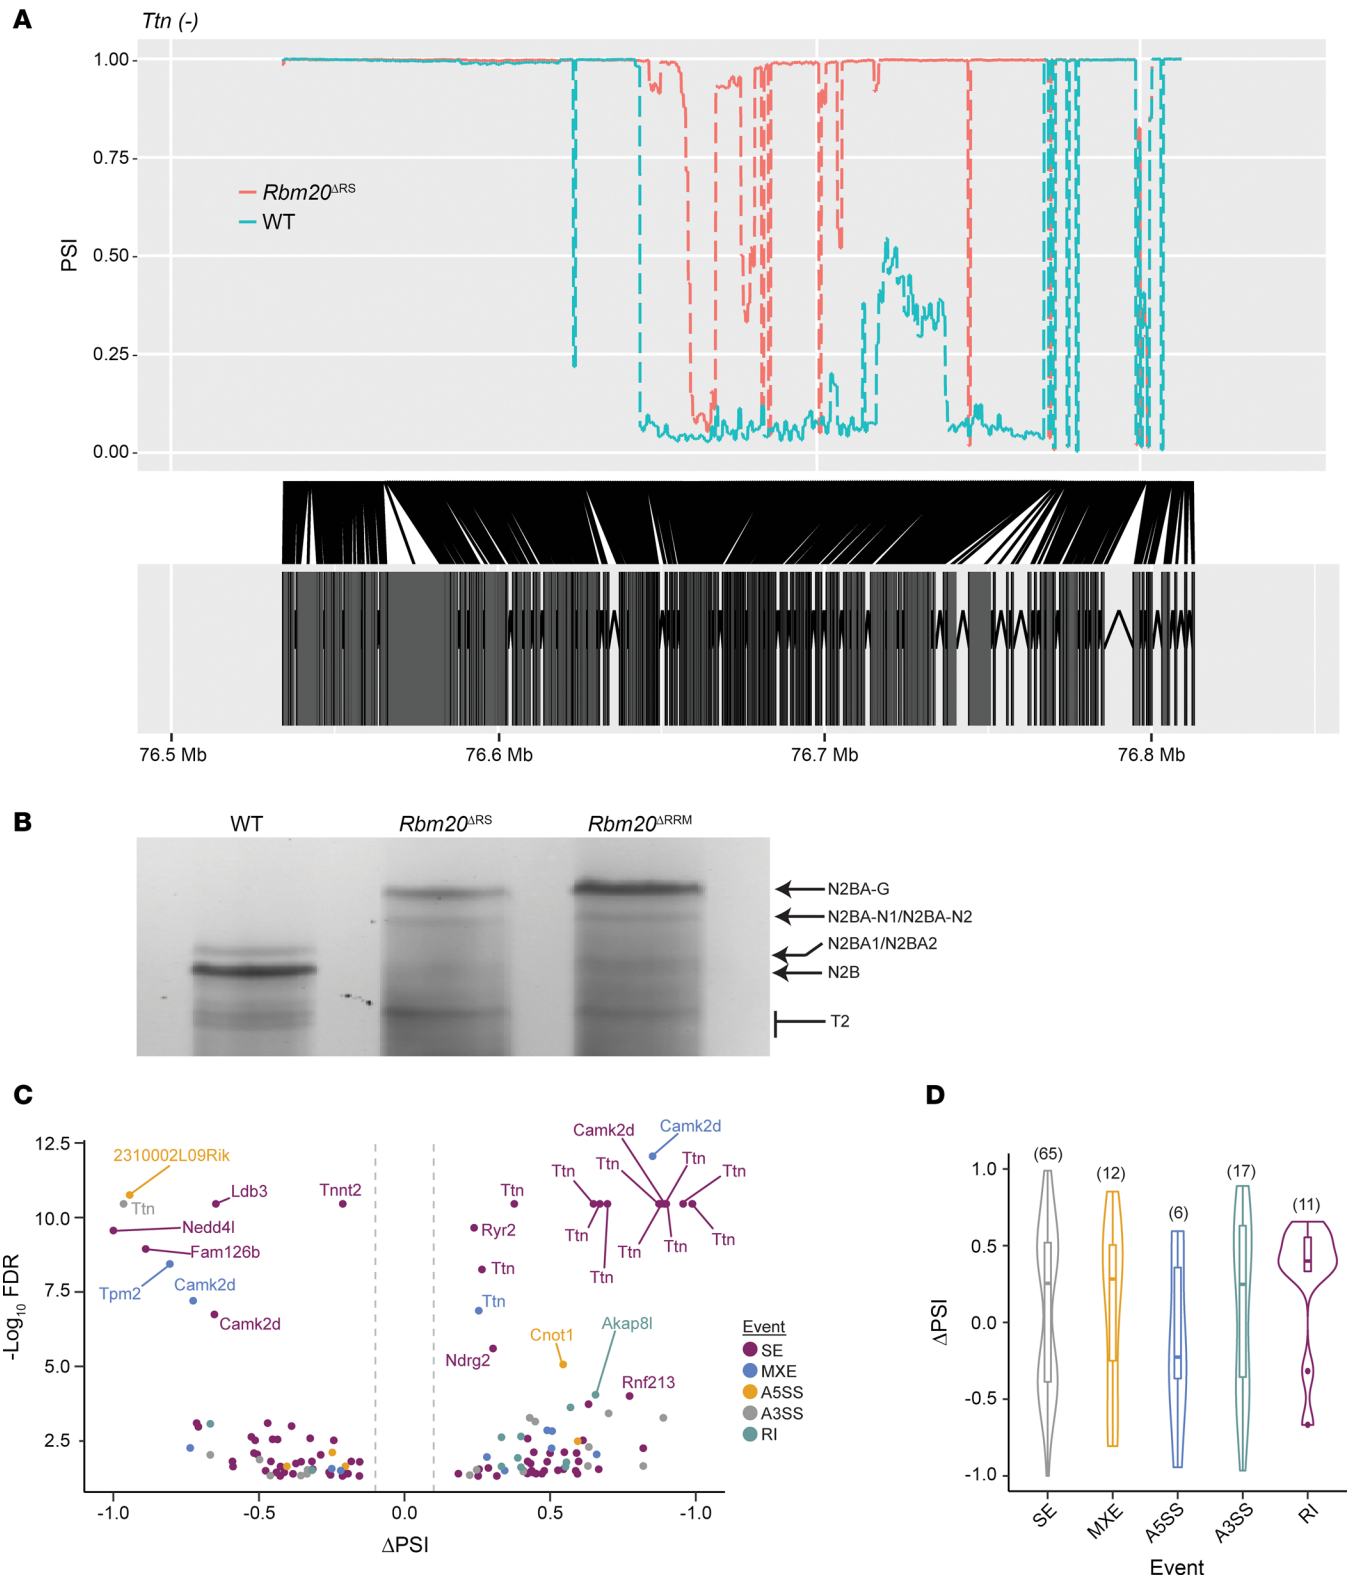 A
Ttn (-)
1.00
0.75
0.50
0.25
0.00
PSI
Rbm20ΔRS
WT
76.5 Mb
76.6 Mb
76.7 Mb
76.8 Mb
B
WT
Rbm20ΔRS
Rbm20ΔRRM
N2BA-G
N2BA-N1/N2BA-N2
N2BA1/N2BA2
N2B
T2
C
12.5
10.0
7.5
5.0
2.5
-Log10 FDR
2310002L09Rik
Ttn
Ldb3
Tnnt2
Nedd4l
Fam126b
Tpm2
Camk2d
Camk2d
Ttn
Ryr2
Ttn
Ttn
Ndrg2
Cnot1
Akap8l
Rnf213
Camk2d
Camk2d
Ttn
Ttn
Ttn
Ttn
Ttn
Ttn
Ttn
Ttn
Ttn
-1.0
-0.5
0.0
0.5
-1.0
ΔPSI
Event
SE
MXE
A5SS
A3SS
RI
D
1.0
0.5
0.0
-0.5
-1.0
ΔPSI
(65)
(12)
(6)
(17)
(11)
SE
MXE
A5SS
A3SS
RI
Event